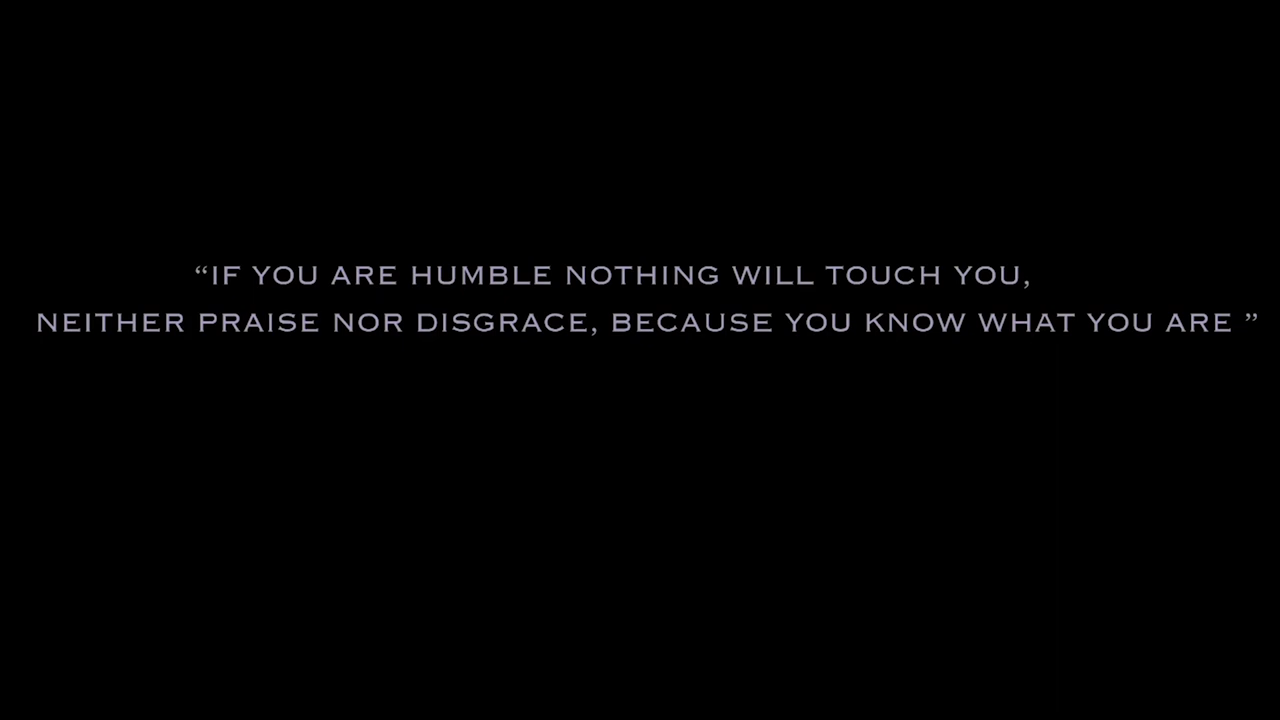 “IF YOU ARE HUMBLE NOTHING WILL TOUCH YOU,
NEITHER PRAISE NOR DISGRACE, BECAUSE YOU KNOW WHAT YOU ARE ”